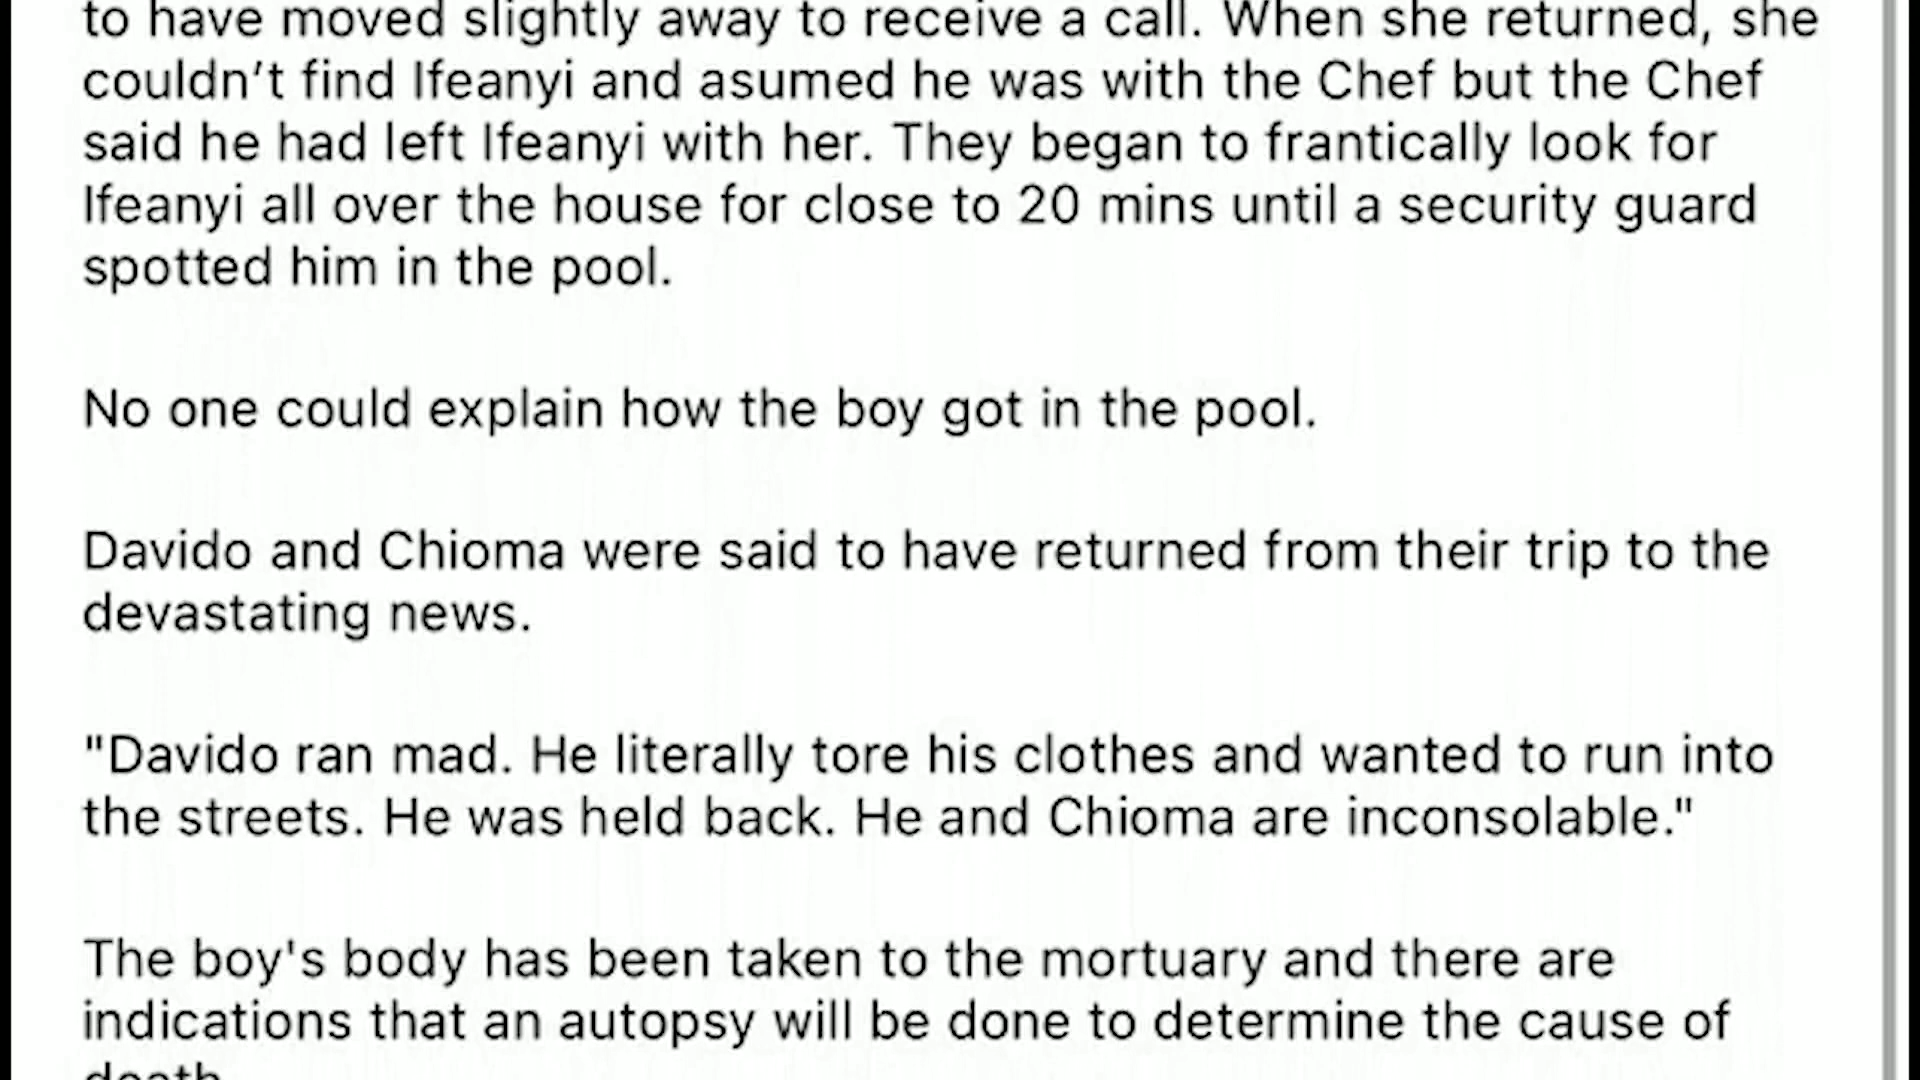 to have moved slightly away to receive a call. When she returned, she
couldn’t find Ifeanyi and asumed he was with the Chef but the Chef
said he had left Ifeanyi with her. They began to frantically look for
Ifeanyi all over the house for close to 20 mins until a security guard
spotted him in the pool.
No one could explain how the boy got in the pool.
Davido and Chioma were said to have returned from their trip to the
devastating news.
"Davido ran mad. He literally tore his clothes and wanted to run into
the streets. He was held back. He and Chioma are inconsolable."
The boy's body has been taken to the mortuary and there are
indications that an autopsy will be done to determine the cause of
death